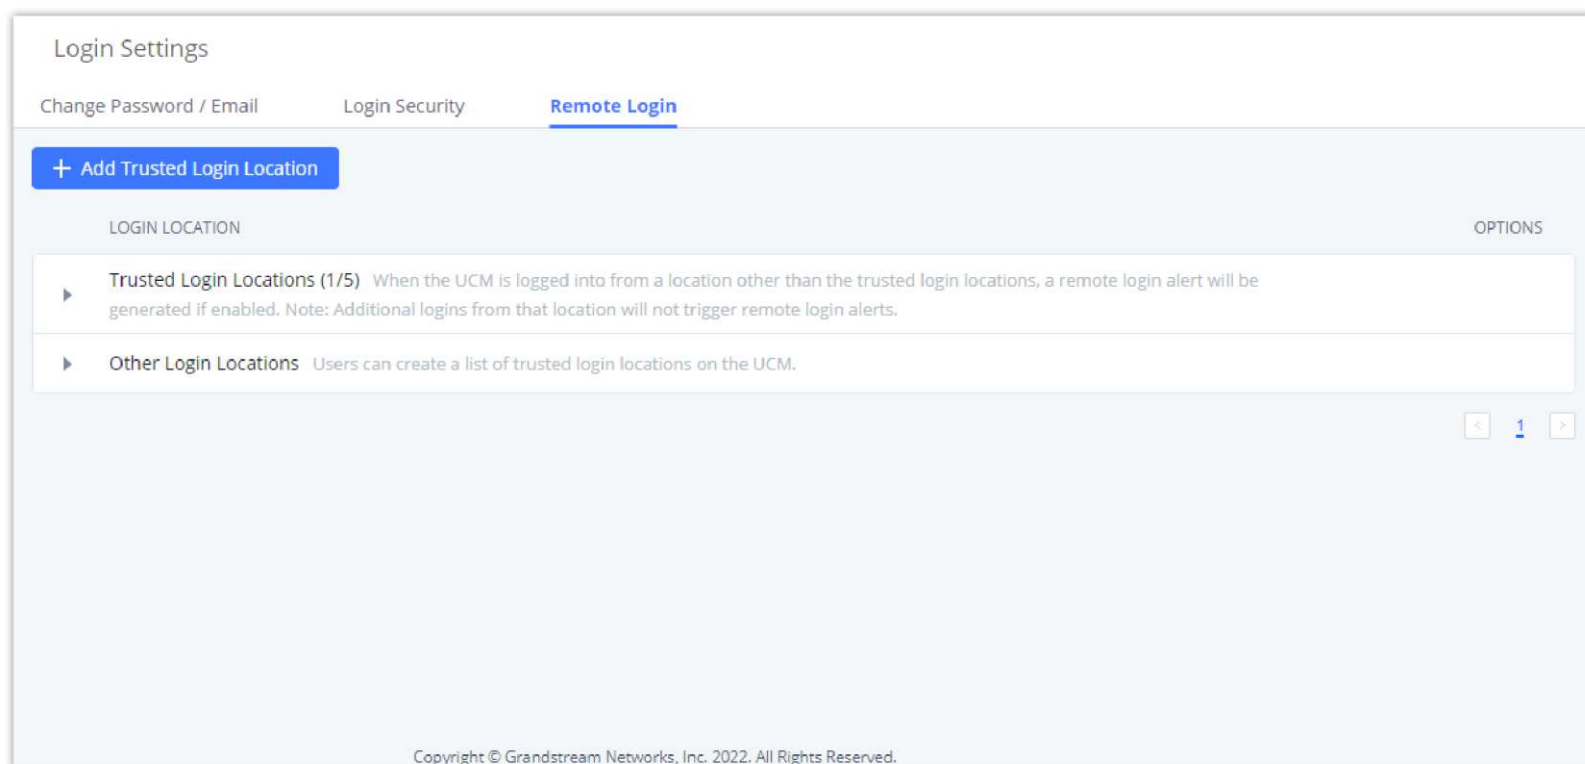 Login Settings
Change Password / Email Login Security Remote Login
+ Add Trusted Login Location
LOGIN LOCATION OPTIONS
Trusted Login Locations (1/5) When the UCM is logged into from a location other than the trusted login locations, a remote login alert will be
generated if enabled. Note: Additional logins from that location will not trigger remote login alerts.
Other Login Locations Users can create a list of trusted login locations on the UCM.
< 1 >
Copyright © Grandstream Networks, Inc. 2022. All Rights Reserved.